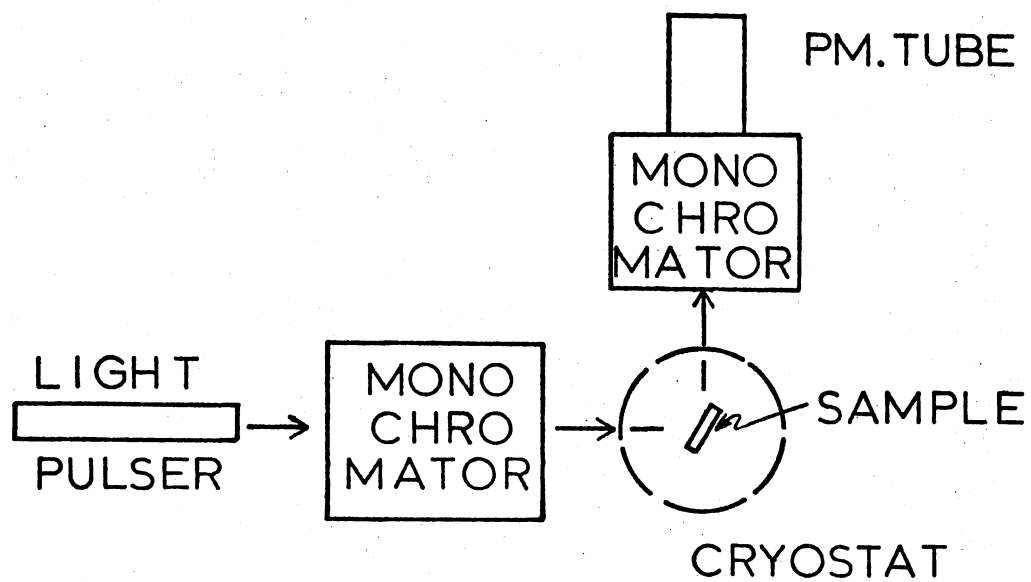 PM. TUBE
MONO
CHRO
MATOR
LIGHT
PULSER
MONO
CHRO
MATOR
SAMPLE
CRYOSTAT